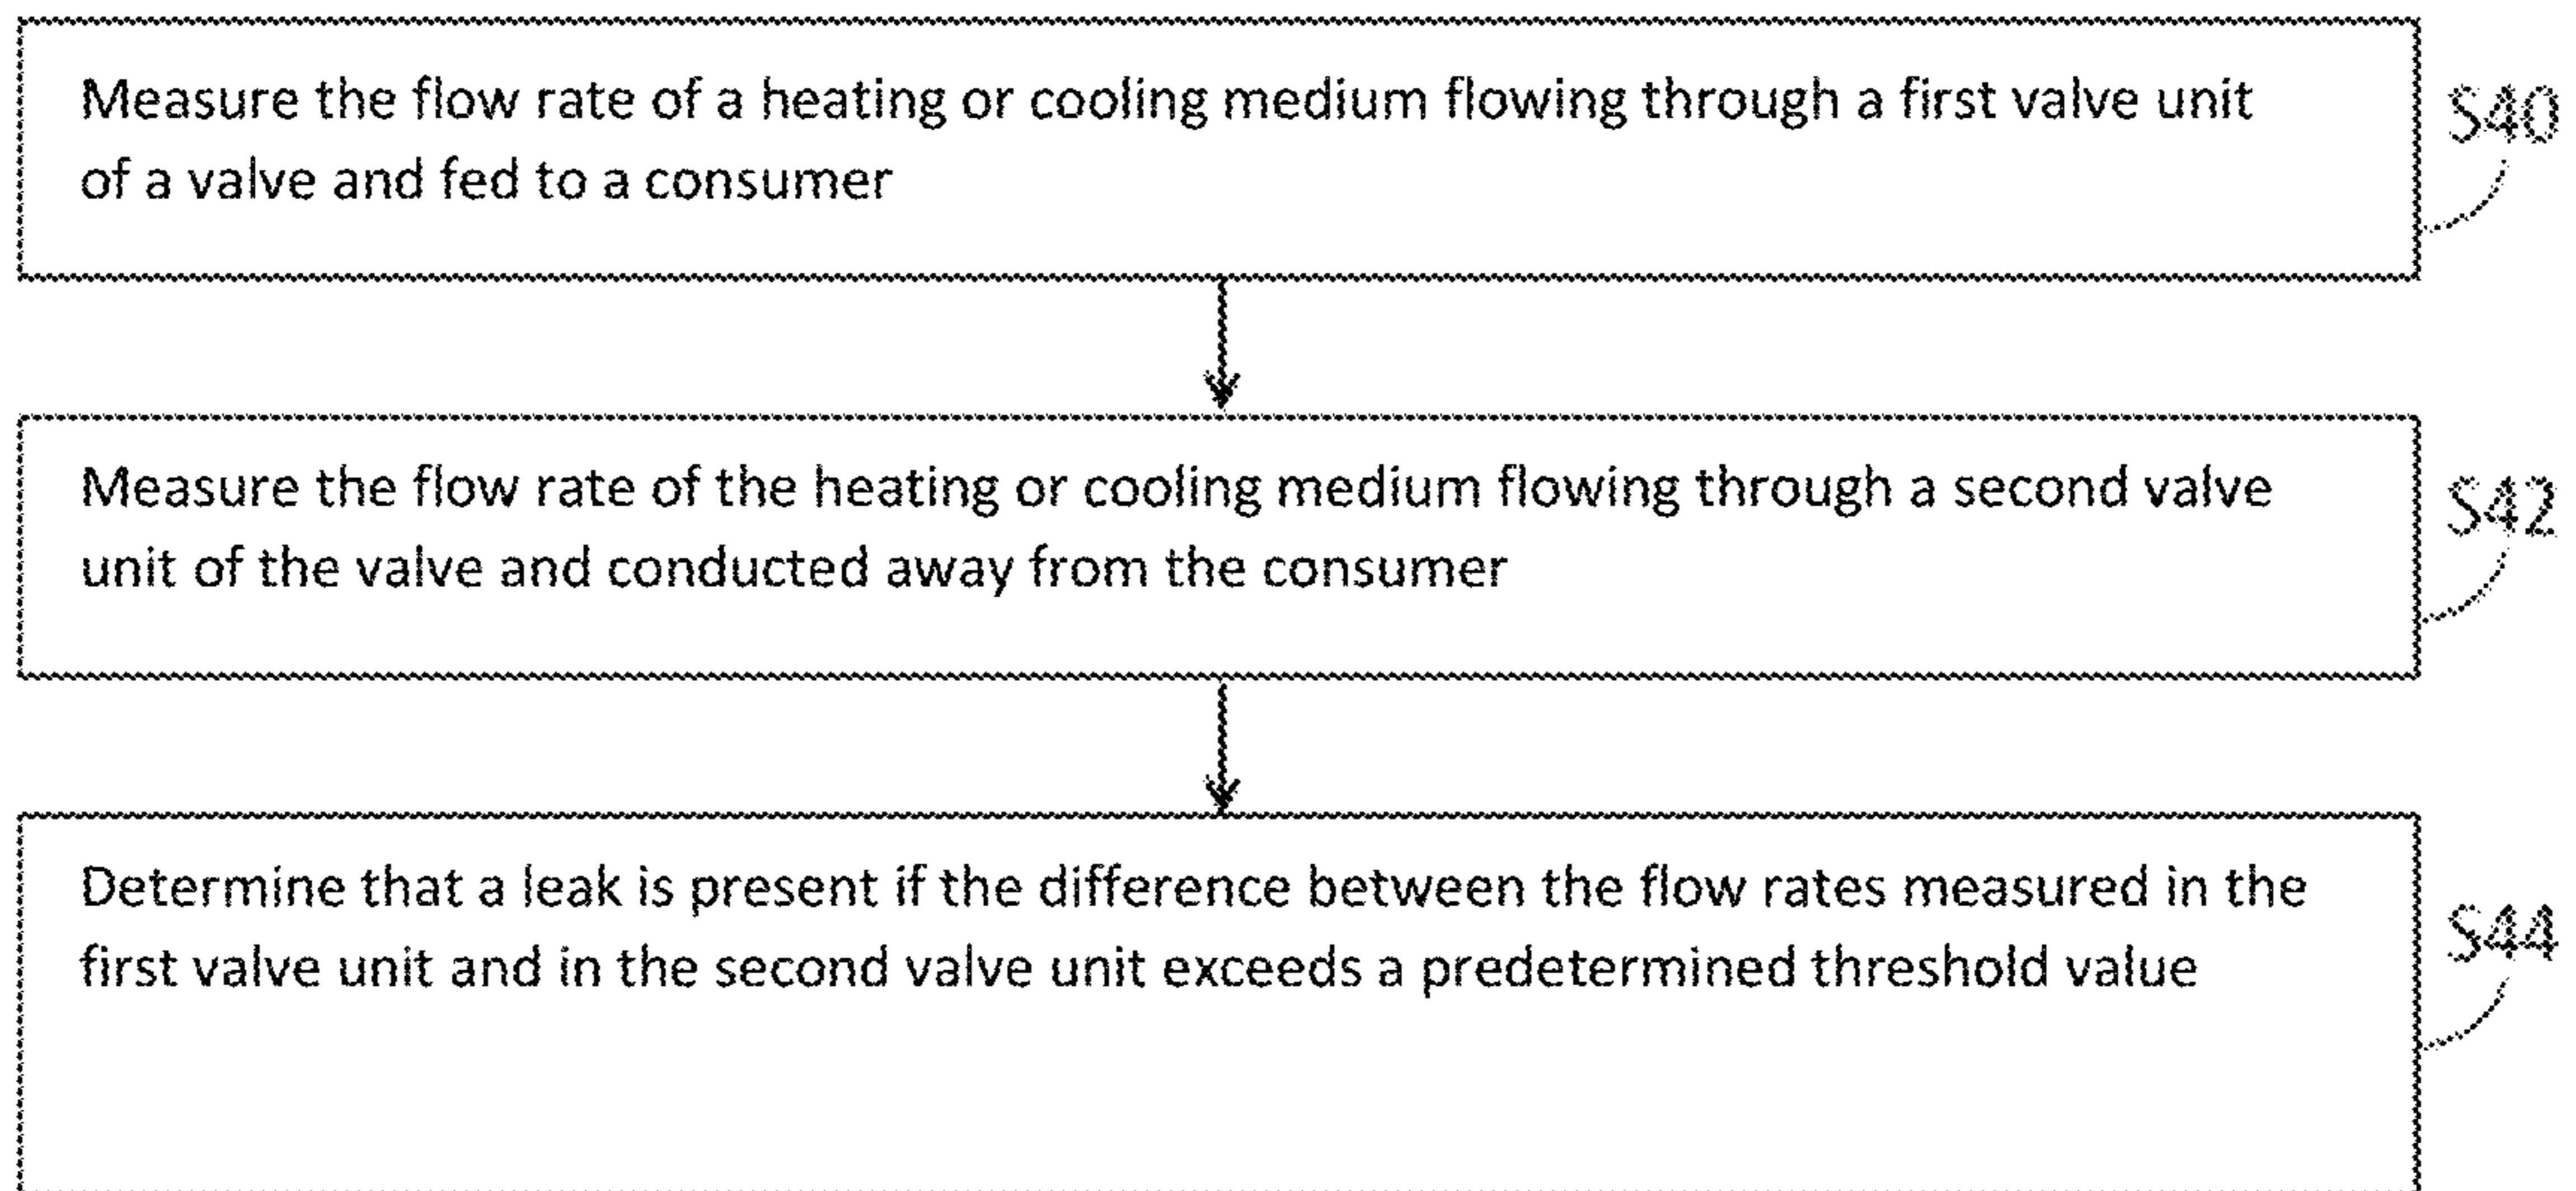 Measure the flow rate of a heating or cooling medium flowing through a first valve unit
of a valve and fed to a consumer
S40
Measure the flow rate of the heating or cooling medium flowing through a second valve
unit of the valve and conducted away from the consumer
S42
Determine that a leak is present if the difference between the flow rates measured in the
first valve unit and in the second valve unit exceeds a predetermined threshold value
S44